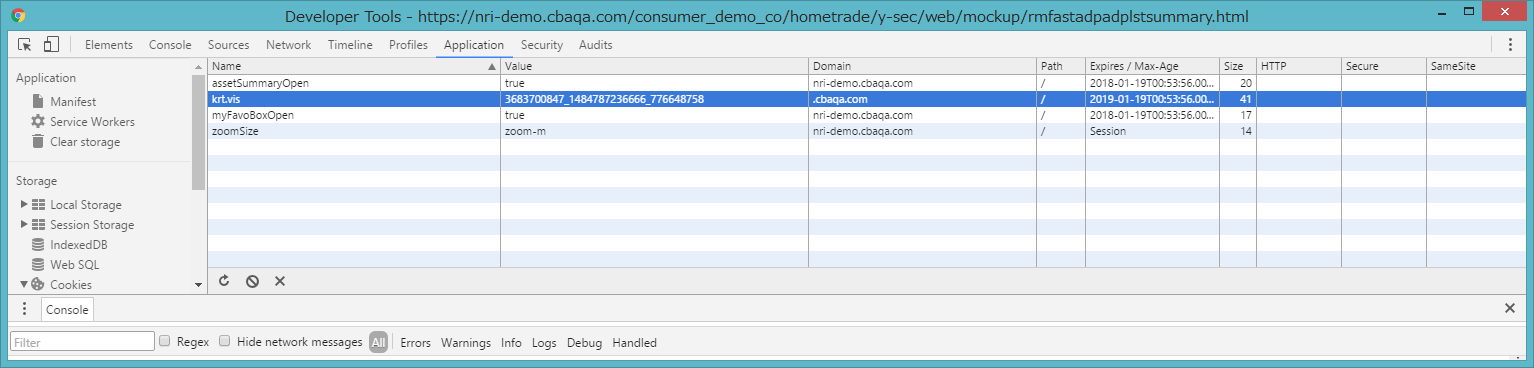 Developer Tools - https://nri-demo.cbaqa.com/consumer_demo_co/hometrade/y-sec/web/mockup/rmfastadpadplstsummary.html
Elements Console Sources Network Timeline Profiles Application Security Audits
Application
Manifest
Service Workers
Clear storage
Storage
Local Storage
Session Storage
IndexedDB
Web SQL
Cookies
Name Value Domain Path Expires / Max-Age Size HTTP Secure SameSite
assetSummaryOpen true nri-demo.cbaqa.com / 2018-01-19T00:53:56.00... 20
krt.vis 3683700847_1484787236666_776648758 .cbaqa.com / 2019-01-19T00:53:56.00... 41
myFavoBoxOpen true nri-demo.cbaqa.com / 2018-01-19T00:53:56.00... 17
zoomSize zoom-m nri-demo.cbaqa.com / Session 14
Console
Filter Regex Hide network messages All Errors Warnings Info Logs Debug Handled